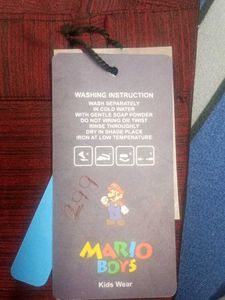 WASHING INSTRUCTION
WASH SEPARATELY
IN COLD WATER
WITH GENTLE SOAP POWDER
DO NOT WRING OR TWIST
RINSE THROUGHLY
DRY IN SHADE PLACE
IRON AT LOW TEMPERATURE
249
MARIO
BOYS
Kids Wear